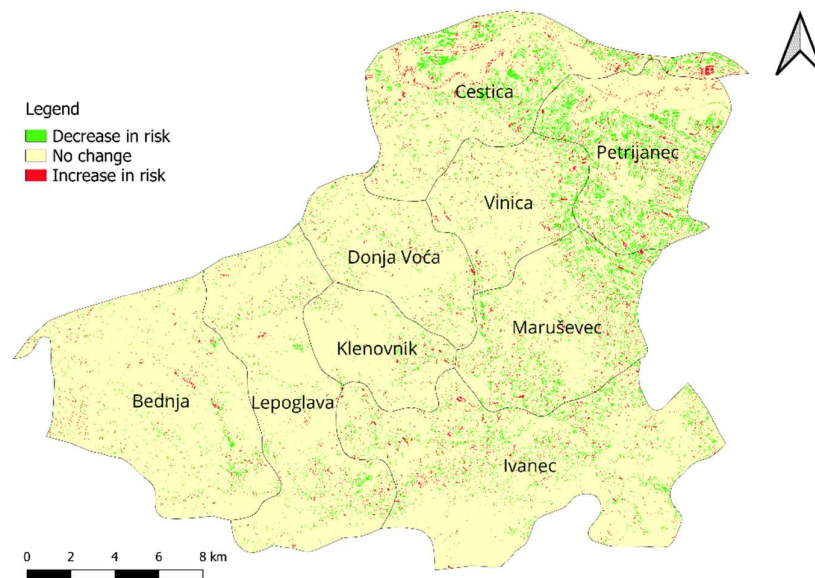 Legend
Decrease in risk
No change
Increase in risk
Cestica
Petrijanec
Vinica
Donja Voća
Maruševec
Klenovnik
Bednja
Lepoglava
Ivanec
0 2 4 6 8 km